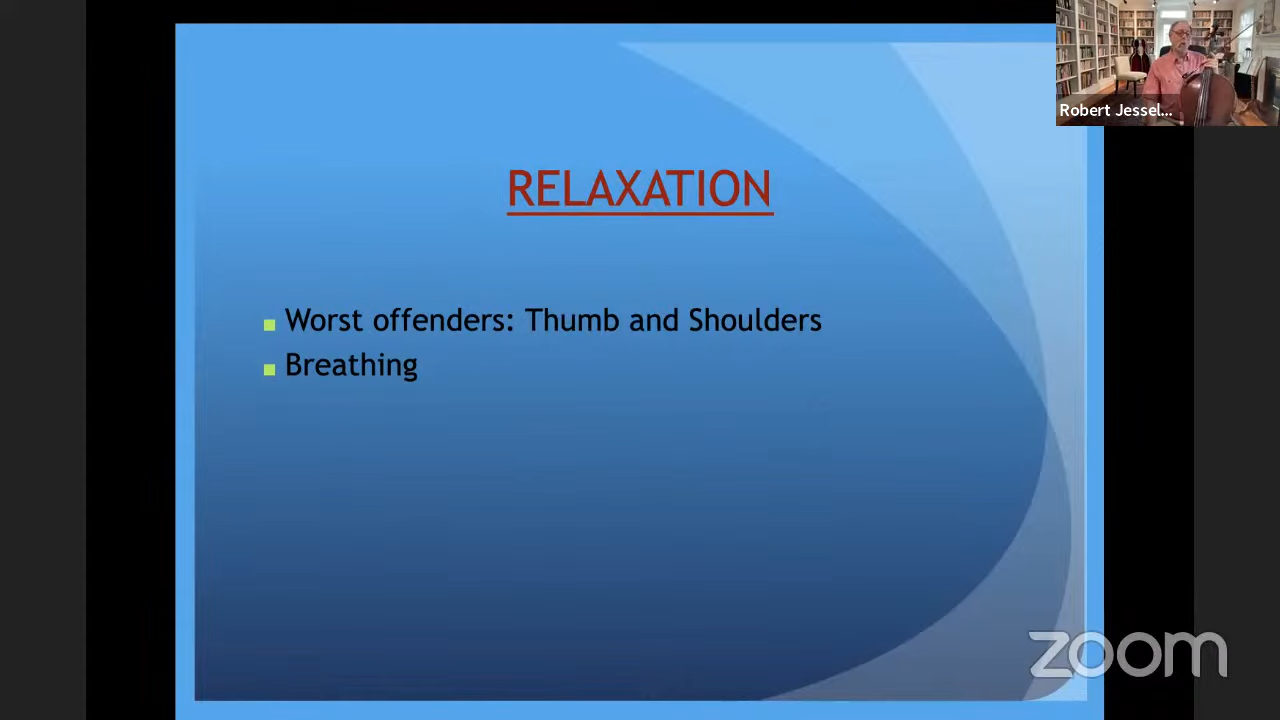 Robert Jessel...
RELAXATION
Worst offenders: Thumb and Shoulders
Breathing
zoom